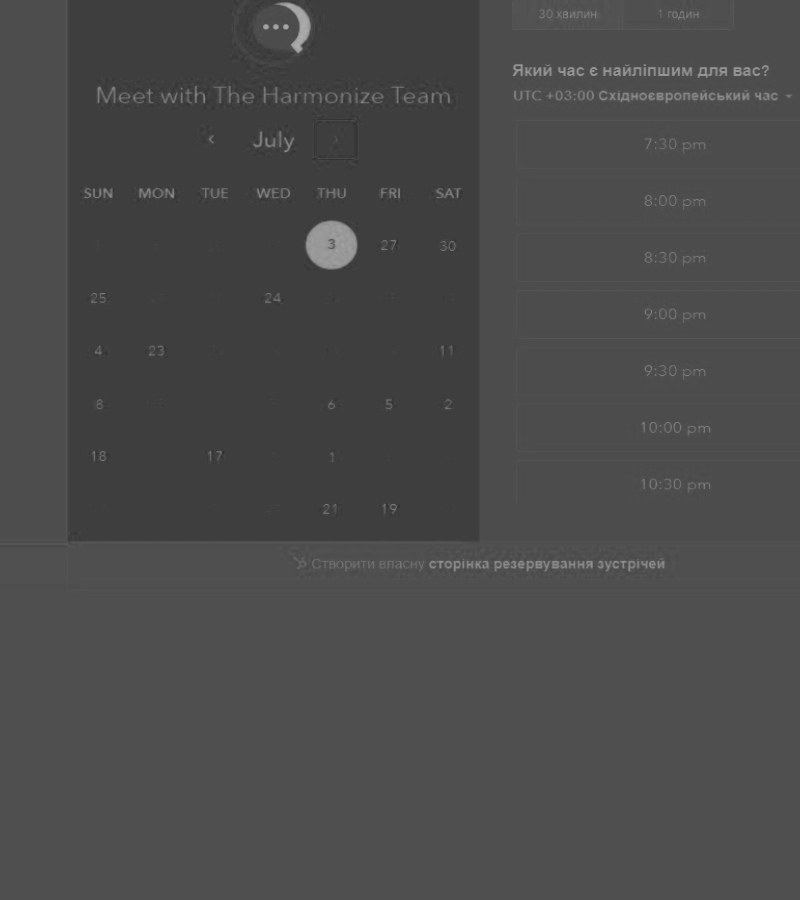 30 хвилин 1 годин
Meet with The Harmonize Team
July
SUN MON TUE WED THU FRI SAT
3 27 30
25 24
4 23 11
8 6 5 2
18 17 1
21 19
Який час є найліпшим для вас?
UTC +03:00 Східноєвропейський час
7:30 pm
8:00 pm
8:30 pm
9:00 pm
9:30 pm
10:00 pm
10:30 pm
Створити власну сторінка резервування зустрічей